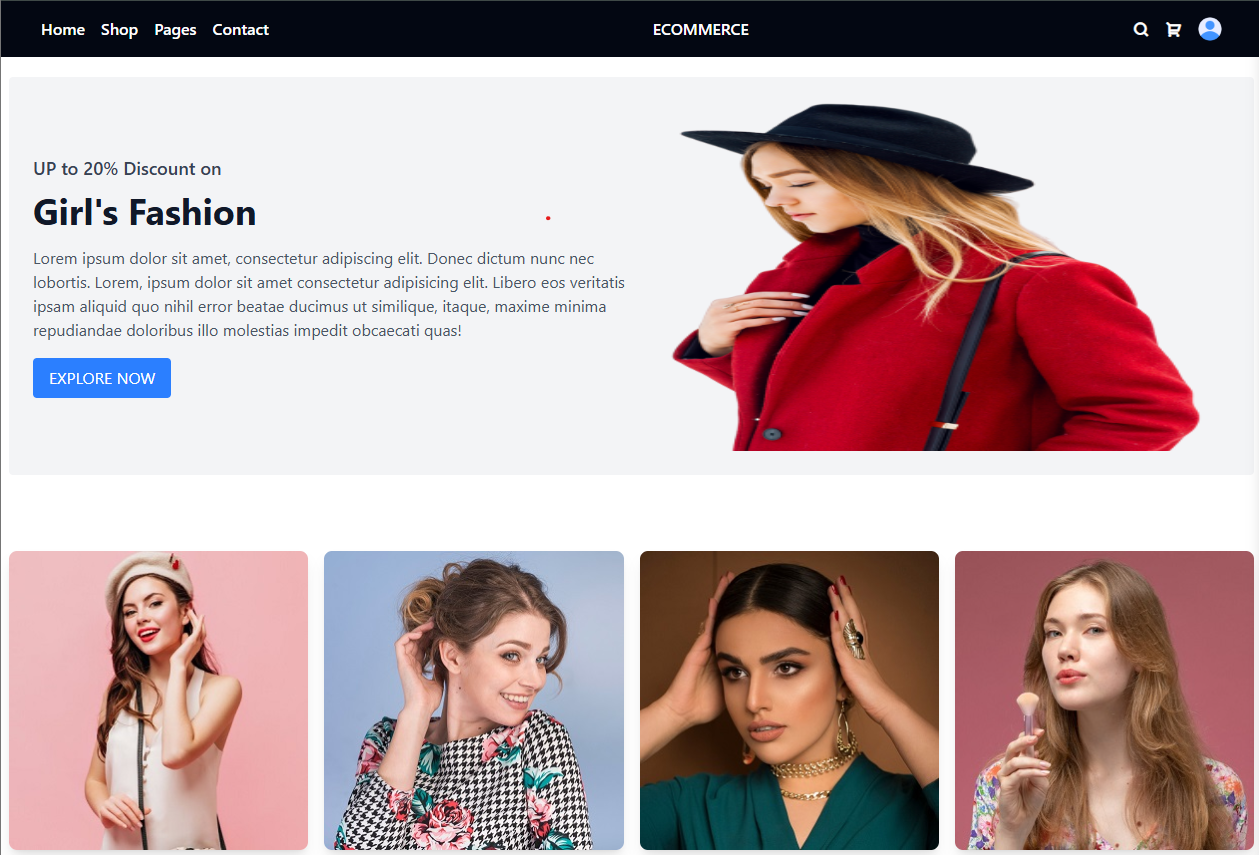 Home Shop Pages Contact ECOMMERCE
UP to 20% Discount on
Girl's Fashion
Lorem ipsum dolor sit amet, consectetur adipiscing elit. Donec dictum nunc nec
lobortis. Lorem, ipsum dolor sit amet consectetur adipisicing elit. Libero eos veritatis
ipsam aliquid quo nihil error beatae ducimus ut similique, itaque, maxime minima
repudiandae doloribus illo molestias impedit obcaecati quas!
EXPLORE NOW